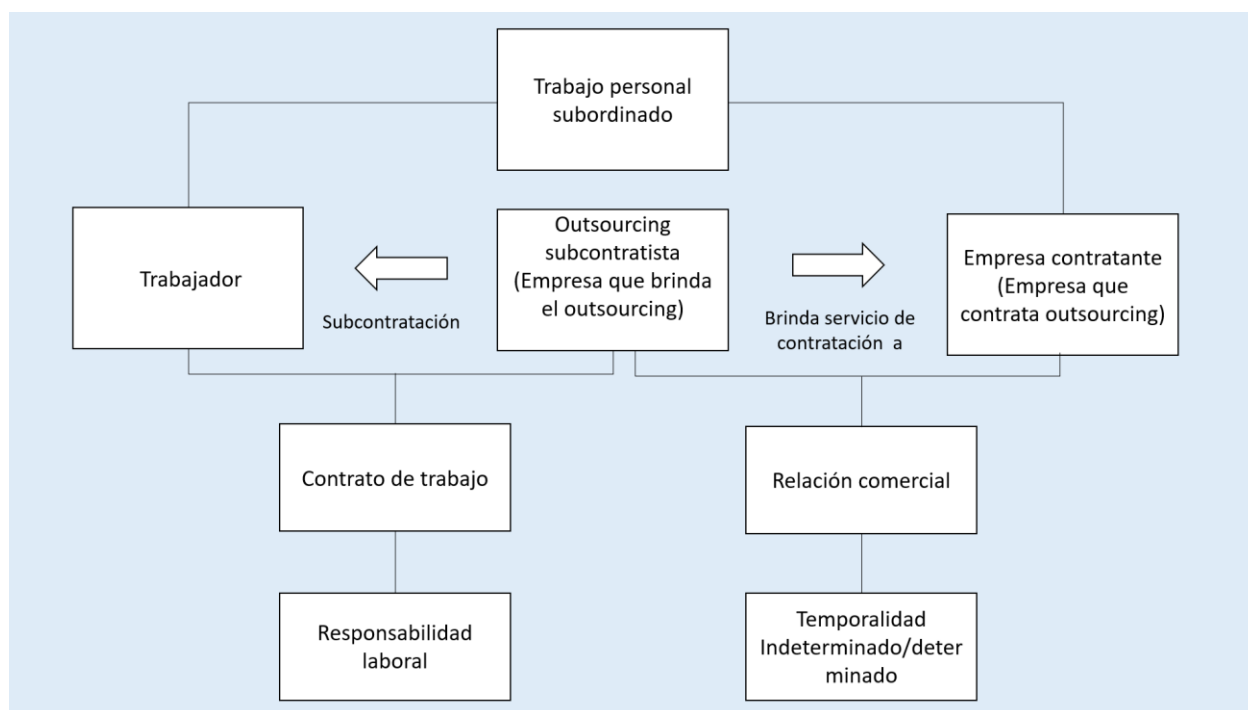 Trabajo personal
subordinado
Trabajador
Subcontratación
Outsourcing
subcontratista
(Empresa que brinda
el outsourcing)
Brinda servicio de
contratación a
Empresa contratante
(Empresa que
contrata outsourcing)
Contrato de trabajo
Relación comercial
Responsabilidad
laboral
Temporalidad
Indeterminado/deter
minado